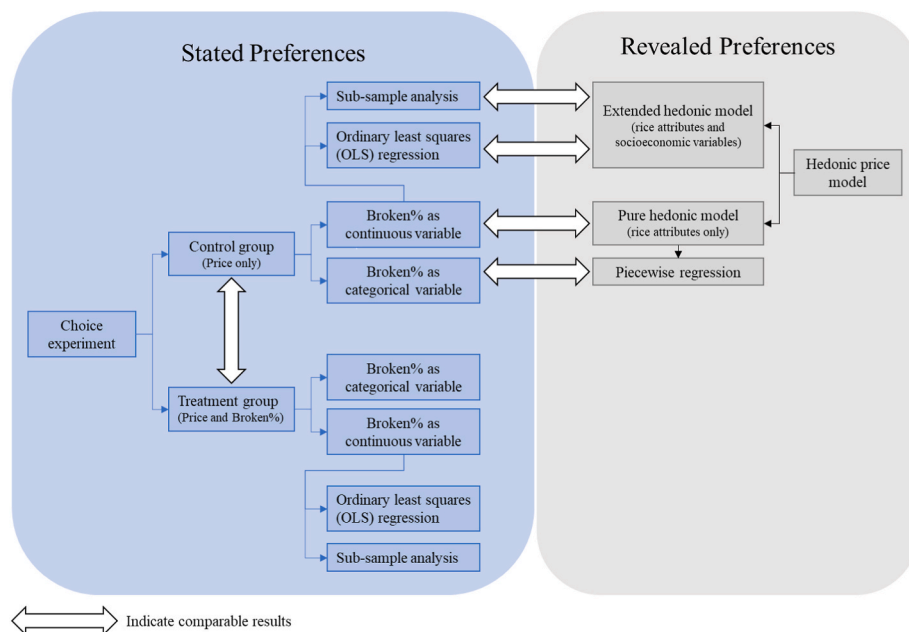 Stated Preferences
Revealed Preferences
Sub-sample analysis
Ordinary least squares
(OLS) regression
Extended hedonic model
(rice attributes and
socioeconomic variables)
Hedonic price
model
Broken% as
continuous variable
Pure hedonic model
(rice attributes only)
Control group
(Price only)
Broken% as
categorical variable
Piecewise regression
Choice
experiment
Broken% as
categorical variable
Treatment group
(Price and Broken%)
Broken% as
continuous variable
Ordinary least squares
(OLS) regression
Sub-sample analysis
Indicate comparable results